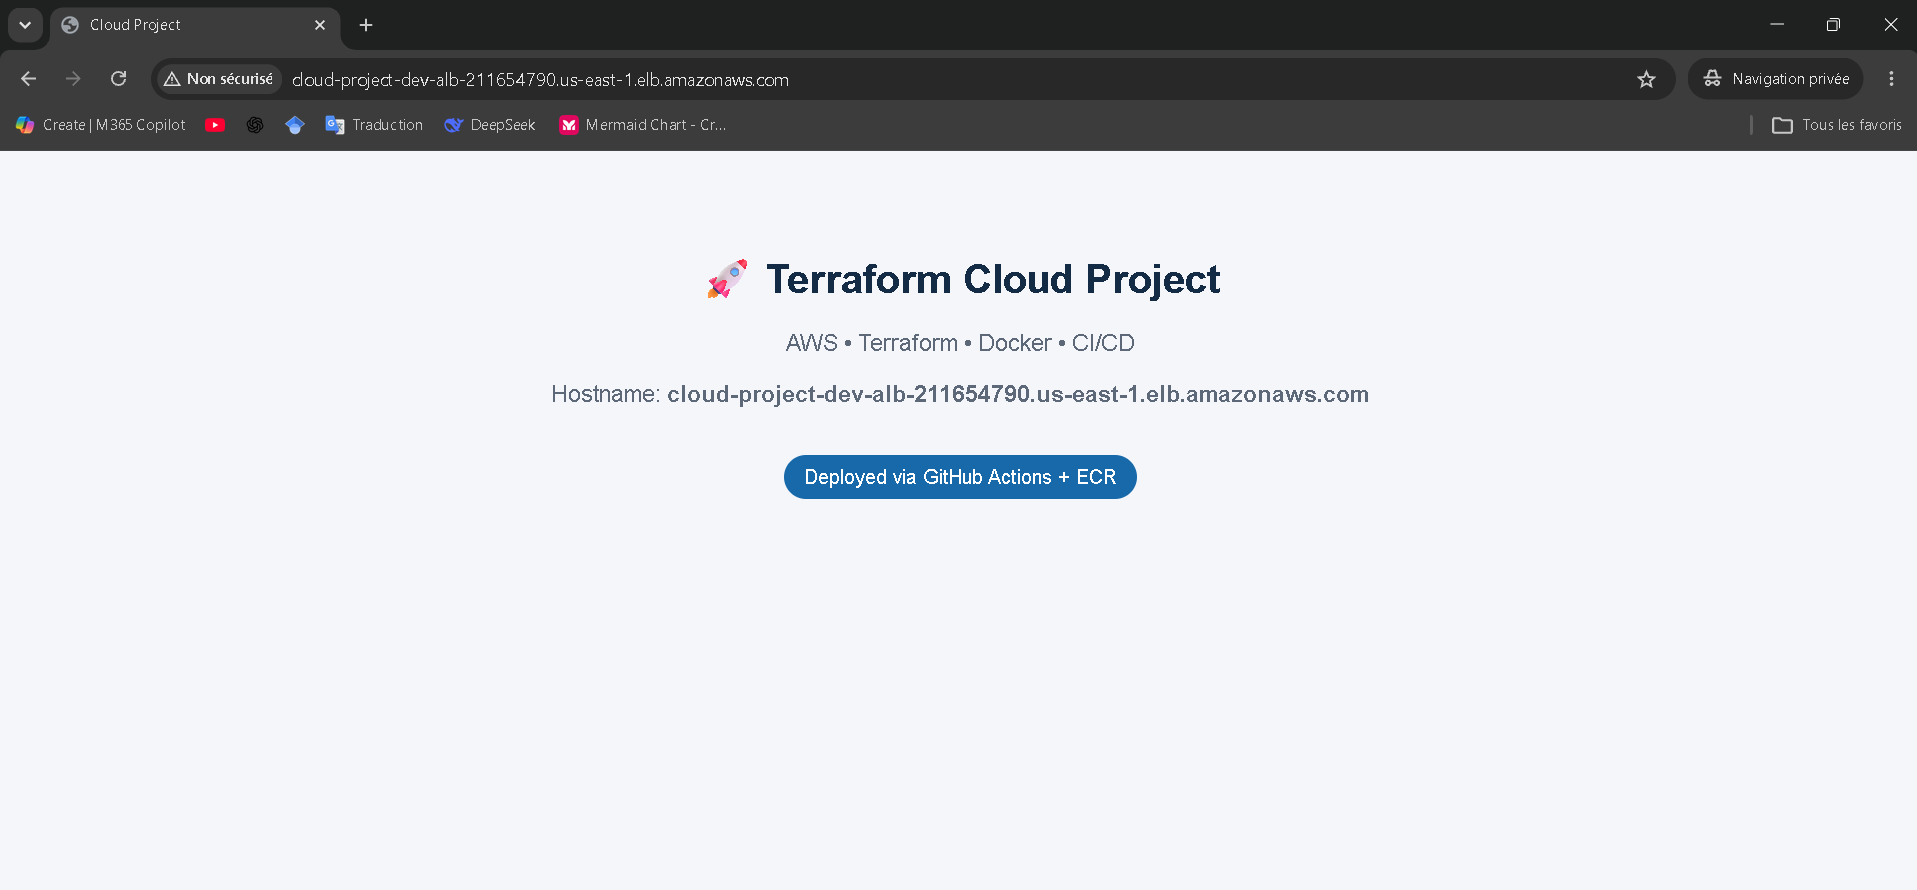 Cloud Project
Non sécurisé cloud-project-dev-alb-211654790.us-east-1.elb.amazonaws.com Navigation privée
Create | M365 Copilot Traduction DeepSeek Mermaid Chart - Cr... Tous les favoris
Terraform Cloud Project
AWS • Terraform • Docker • CI/CD
Hostname: cloud-project-dev-alb-211654790.us-east-1.elb.amazonaws.com
Deployed via GitHub Actions + ECR